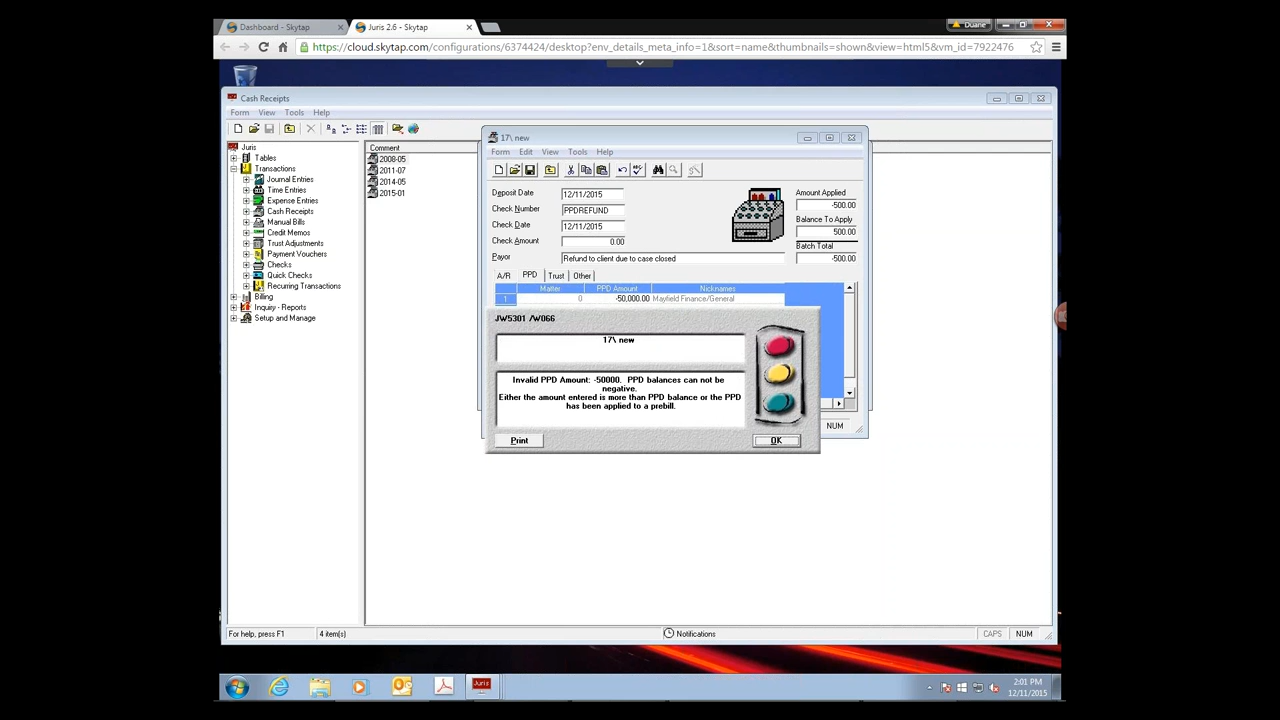 Dashboard - Skytap
Juris 2.6 - Skytap
Duane
https://cloud.skytap.com/configurations/6374424/desktop?env_details_meta_info=1&sort=name&thumbnails=shown&view=html5&vm_id=7922476
Cash Receipts
Form View Tools Help
Juris
Tables
Transactions
Journal Entries
Time Entries
Expense Entries
Cash Receipts
Manual Bills
Credit Memos
Trust Adjustments
Payment Vouchers
Checks
Quick Checks
Recurring Transactions
Billing
Inquiry - Reports
Setup and Manage
Comment
2008-05
2011-07
2014-05
2015-01
17\ new
Form Edit View Tools Help
Deposit Date 12/11/2015
Check Number PPDREFUND
Check Date 12/11/2015
Check Amount 0.00
Payor Refund to client due to case closed
Amount Applied
-500.00
Balance To Apply
500.00
Batch Total
-500.00
A/R PPD Trust Other
Matter PPD Amount Nicknames
1 0 -50,000.00 Mayfield Finance/General
JW5301 /W066
17\ new
Invalid PPD Amount: -50000. PPD balances can not be
negative.
Either the amount entered is more than PPD balance or the PPD
has been applied to a prebill.
Print
OK
NUM
For help, press F1
4 item(s)
Notifications
CAPS
NUM
Juris
2:01 PM
12/11/2015